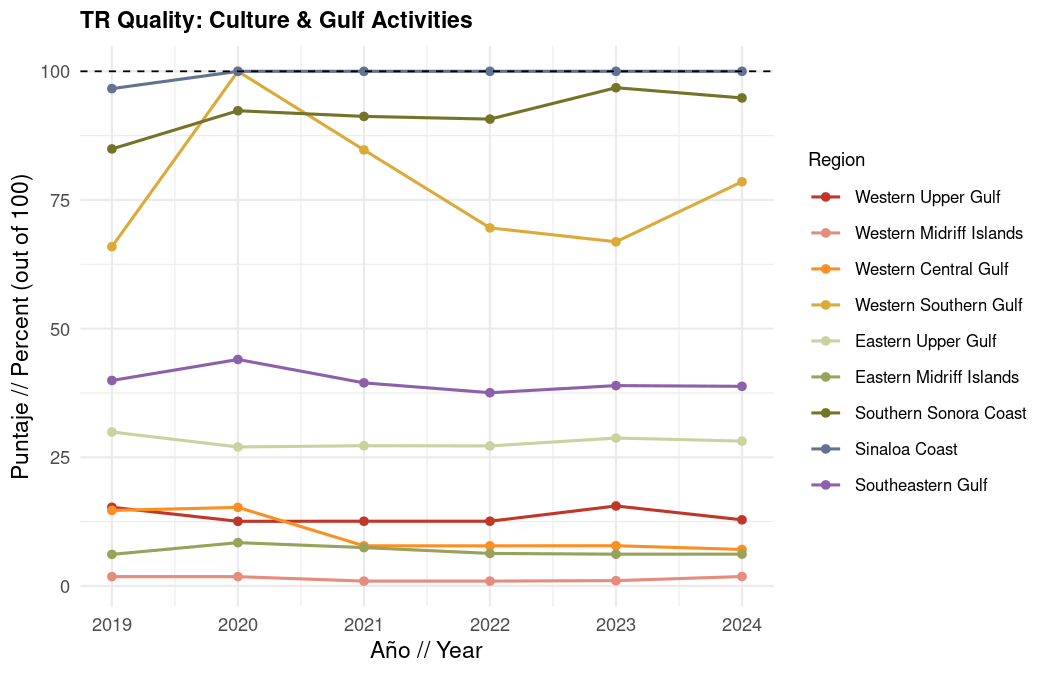 TR Quality: Culture & Gulf Activities
100
75
50
25
0
Puntaje // Percent (out of 100)
2019 2020 2021 2022 2023 2024
Año // Year
Region
Western Upper Gulf
Western Midriff Islands
Western Central Gulf
Western Southern Gulf
Eastern Upper Gulf
Eastern Midriff Islands
Southern Sonora Coast
Sinaloa Coast
Southeastern Gulf